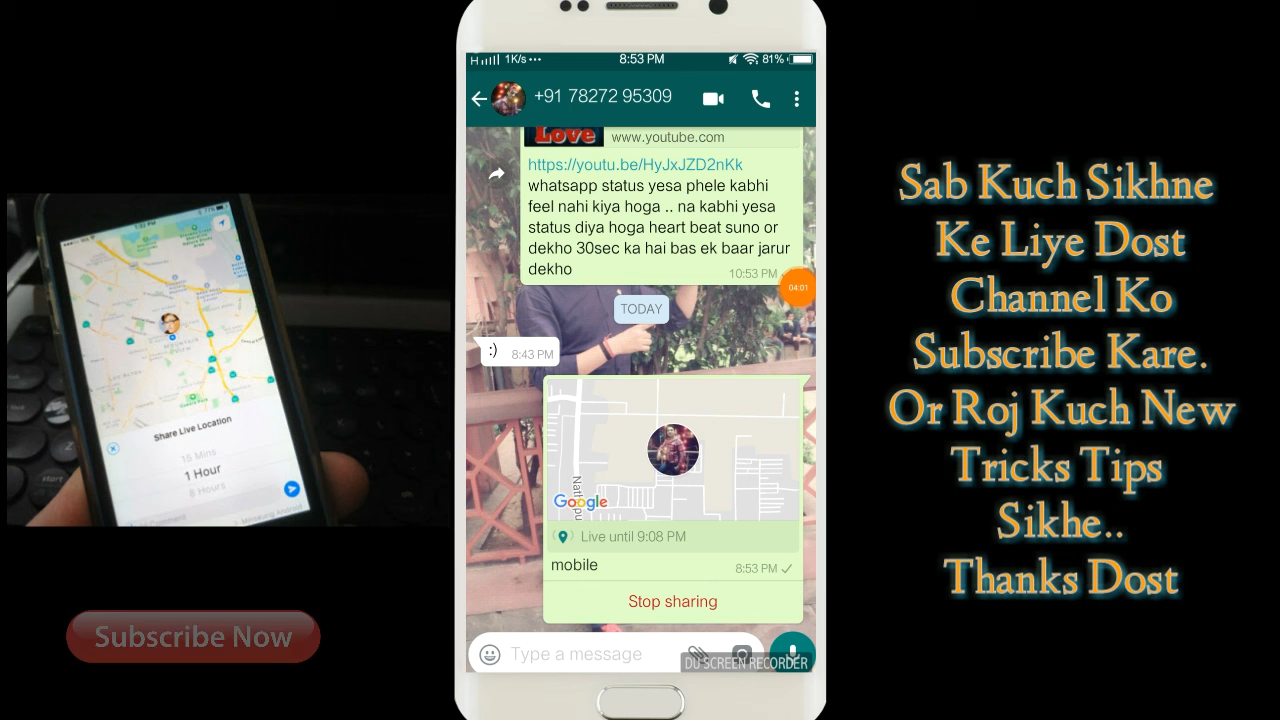 1K/s
8:53 PM
81%
+91 78272 95309
Love
www.youtube.com
https://youtu.be/HyJxJZD2nKk
whatsapp status yesa phele kabhi
feel nahi kiya hoga .. na kabhi yesa
status diya hoga heart beat suno or
dekho 30sec ka hai bas ek baar jarur
dekho
10:53 PM
04:01
TODAY
:)
8:43 PM
Google
Live until 9:08 PM
mobile
8:53 PM
Stop sharing
Type a message
DU SCREEN RECORDER
Share Live Location
15 Mins
1 Hour
8 Hours
Subscribe Now
Sab Kuch Sikhne
Ke Liye Dost
Channel Ko
Subscribe Kare.
Or Roj Kuch New
Tricks Tips
Sikhe..
Thanks Dost